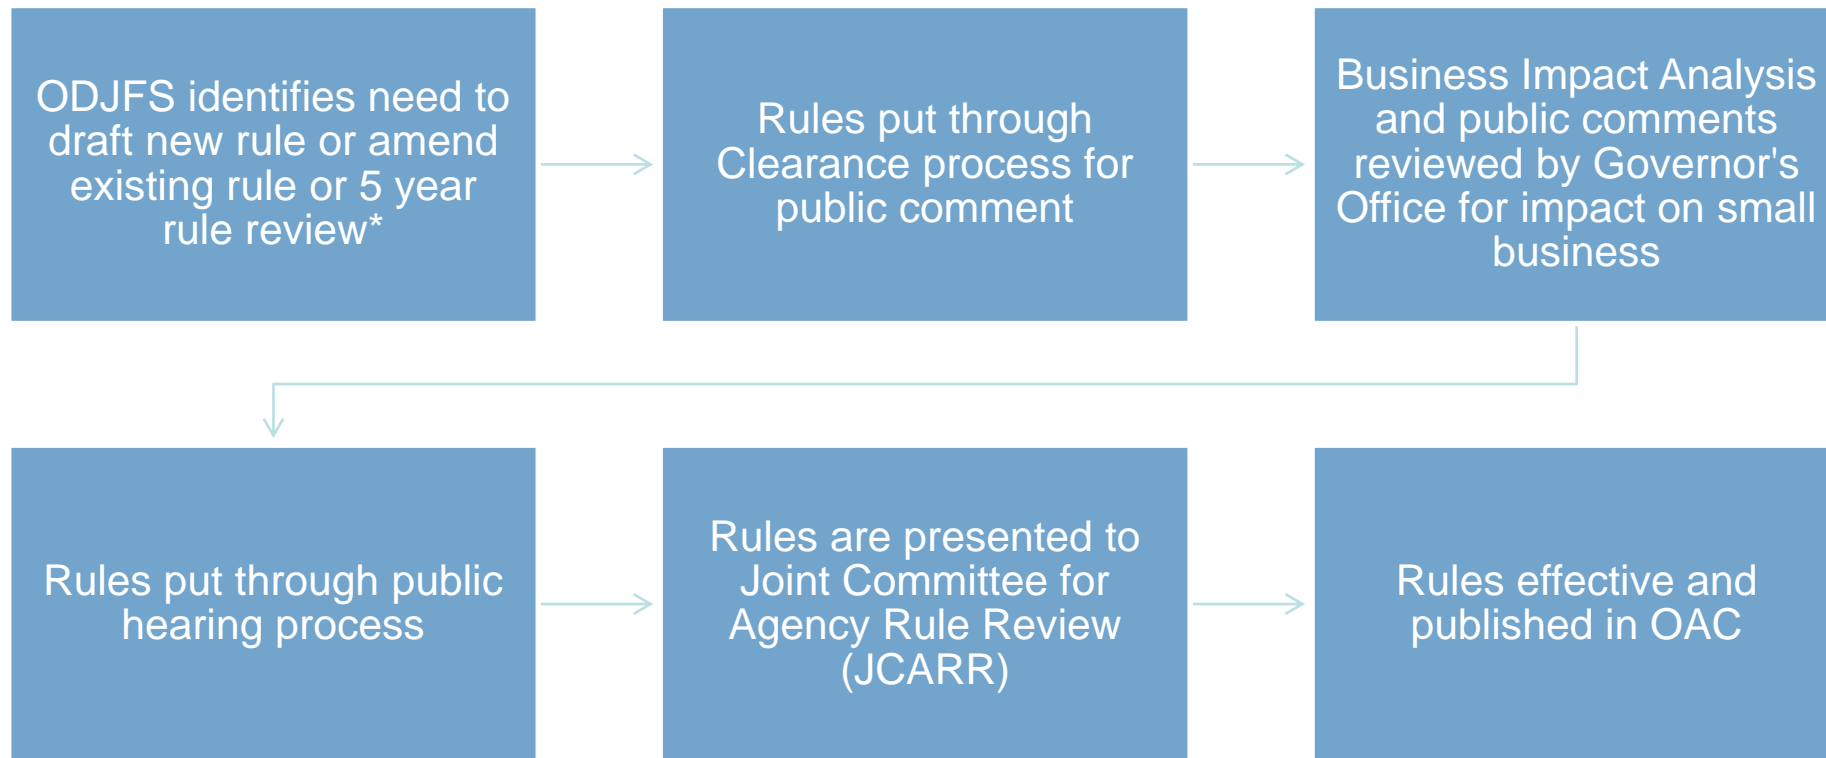 ODJFS identifies need to
draft new rule or amend
existing rule or 5 year
rule review*
Rules put through
Clearance process for
public comment
Business Impact Analysis
and public comments
reviewed by Governor's
Office for impact on small
business
Rules put through public
hearing process
Rules are presented to
Joint Committee for
Agency Rule Review
(JCARR)
Rules effective and
published in OAC